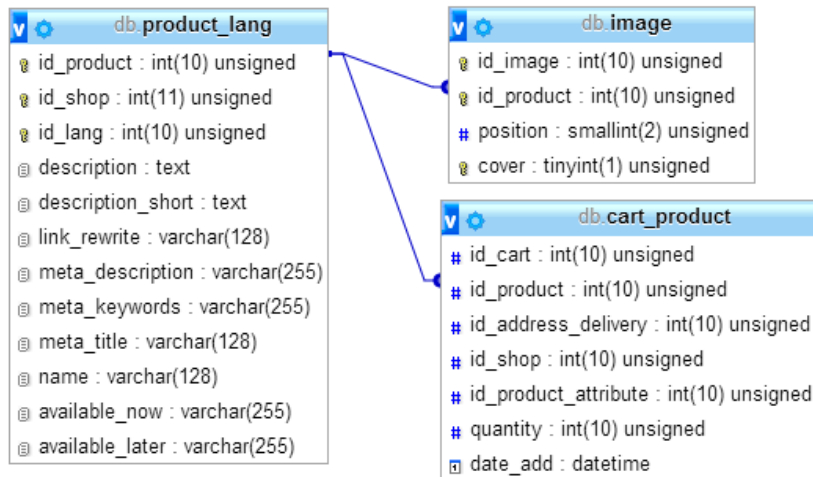 db.product_lang
id_product : int(10) unsigned
id_shop : int(11) unsigned
id_lang : int(10) unsigned
description : text
description_short : text
link_rewrite : varchar(128)
meta_description : varchar(255)
meta_keywords : varchar(255)
meta_title : varchar(128)
name : varchar(128)
available_now : varchar(255)
available_later : varchar(255)
v db.image
id_image : int(10) unsigned
id_product : int(10) unsigned
# position : smallint(2) unsigned
cover : tinyint(1) unsigned
v db.cart_product
# id_cart : int(10) unsigned
# id_product : int(10) unsigned
# id_address_delivery : int(10) unsigned
# id_shop : int(10) unsigned
# id_product_attribute : int(10) unsigned
# quantity : int(10) unsigned
date_add : datetime